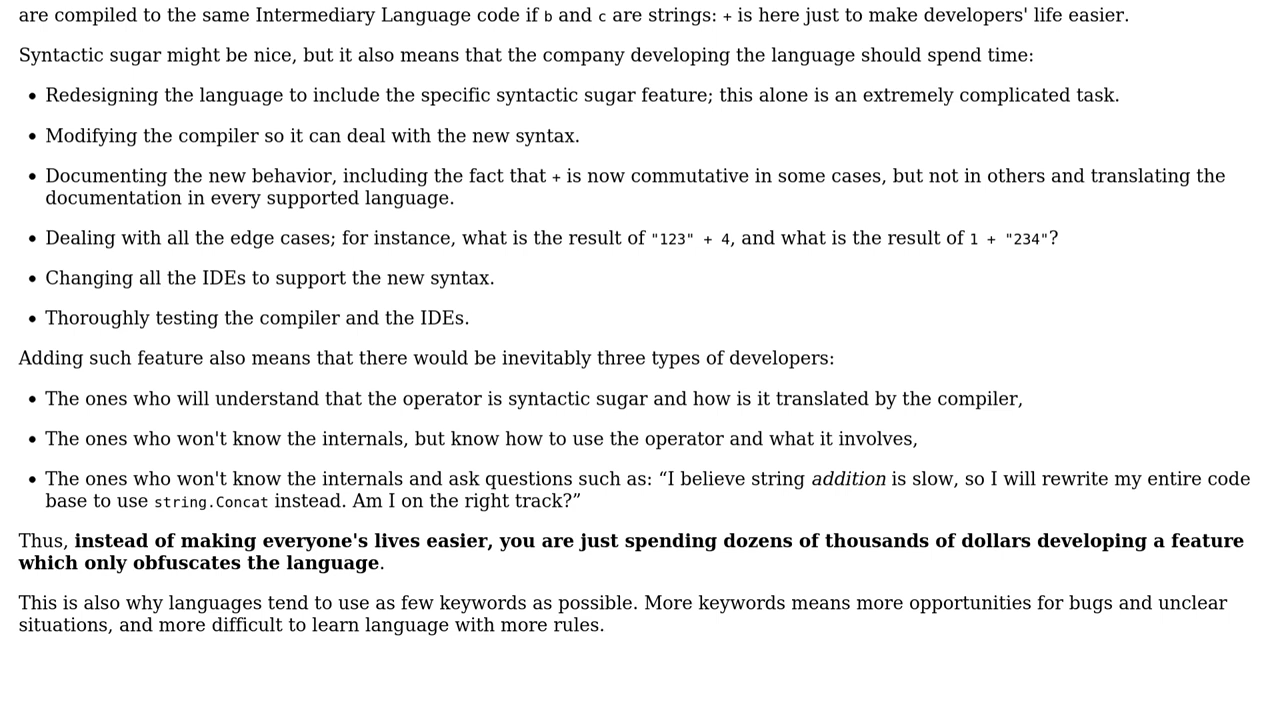 are compiled to the same Intermediary Language code if b and c are strings: + is here just to make developers' life easier.
Syntactic sugar might be nice, but it also means that the company developing the language should spend time:
• Redesigning the language to include the specific syntactic sugar feature; this alone is an extremely complicated task.
• Modifying the compiler so it can deal with the new syntax.
• Documenting the new behavior, including the fact that + is now commutative in some cases, but not in others and translating the
documentation in every supported language.
• Dealing with all the edge cases; for instance, what is the result of "123" + 4, and what is the result of 1 + "234"?
• Changing all the IDEs to support the new syntax.
• Thoroughly testing the compiler and the IDEs.
Adding such feature also means that there would be inevitably three types of developers:
• The ones who will understand that the operator is syntactic sugar and how is it translated by the compiler,
• The ones who won't know the internals, but know how to use the operator and what it involves,
• The ones who won't know the internals and ask questions such as: “I believe string addition is slow, so I will rewrite my entire code
base to use string.Concat instead. Am I on the right track?”
Thus, instead of making everyone's lives easier, you are just spending dozens of thousands of dollars developing a feature
which only obfuscates the language.
This is also why languages tend to use as few keywords as possible. More keywords means more opportunities for bugs and unclear
situations, and more difficult to learn language with more rules.